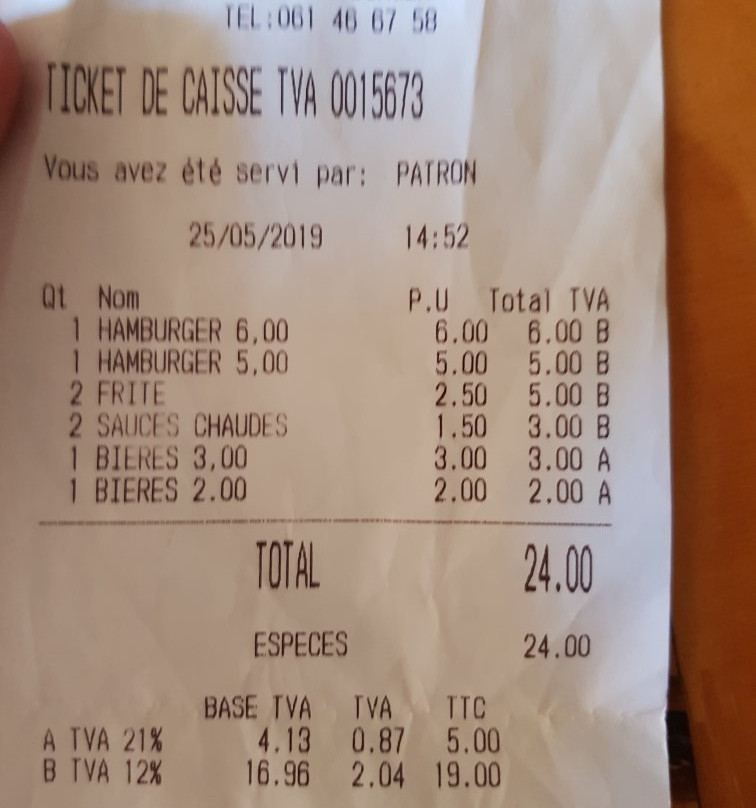 TEL:061 46 67 58
TICKET DE CAISSE TVA 0015673
Vous avez été servi par: PATRON
25/05/2019 14:52
Qt Nom P.U Total TVA
1 HAMBURGER 6,00 6.00 6.00 B
1 HAMBURGER 5,00 5.00 5.00 B
2 FRITE 2.50 5.00 B
2 SAUCES CHAUDES 1.50 3.00 B
1 BIERES 3,00 3.00 3.00 A
1 BIERES 2.00 2.00 2.00 A
TOTAL 24.00
ESPECES 24.00
BASE TVA TVA TTC
A TVA 21% 4.13 0.87 5.00
B TVA 12% 16.96 2.04 19.00